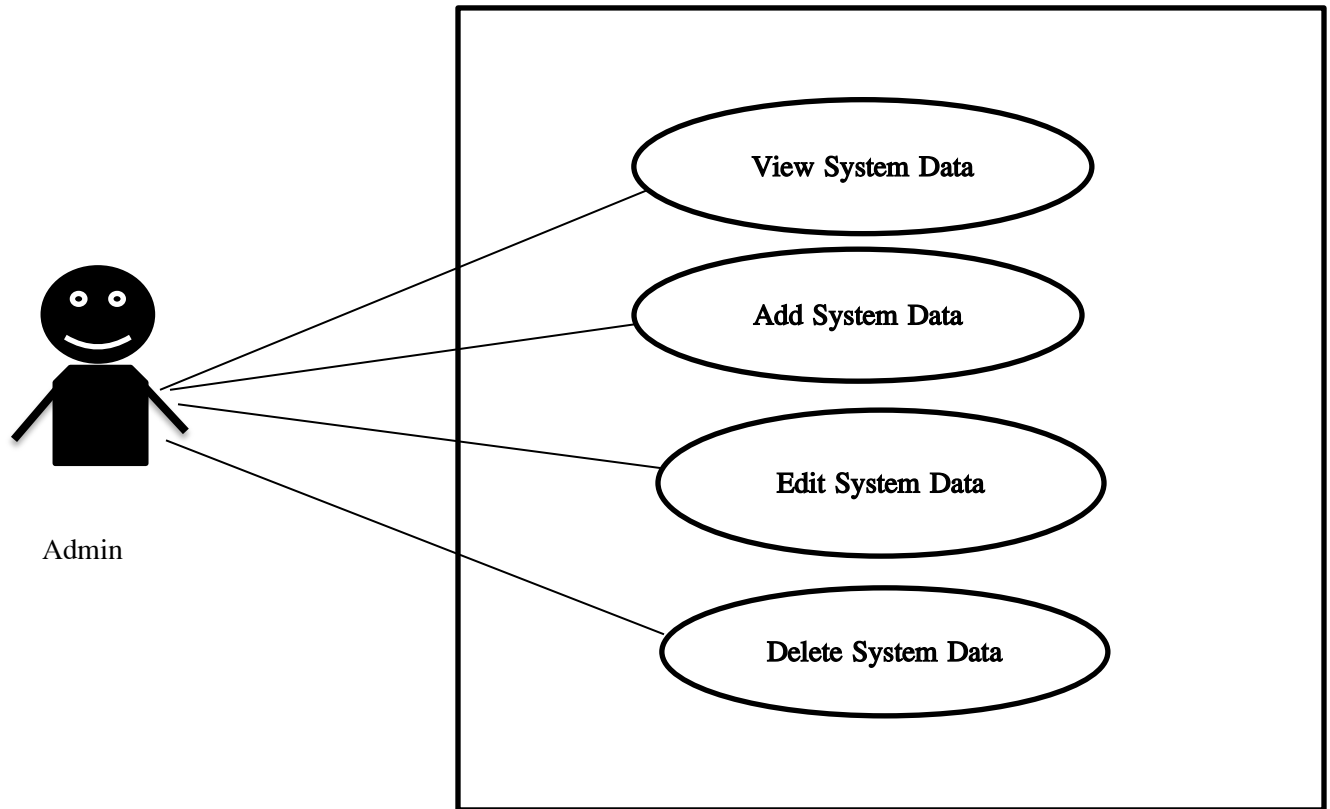 View System Data
Add System Data
Edit System Data
Admin
Delete System Data